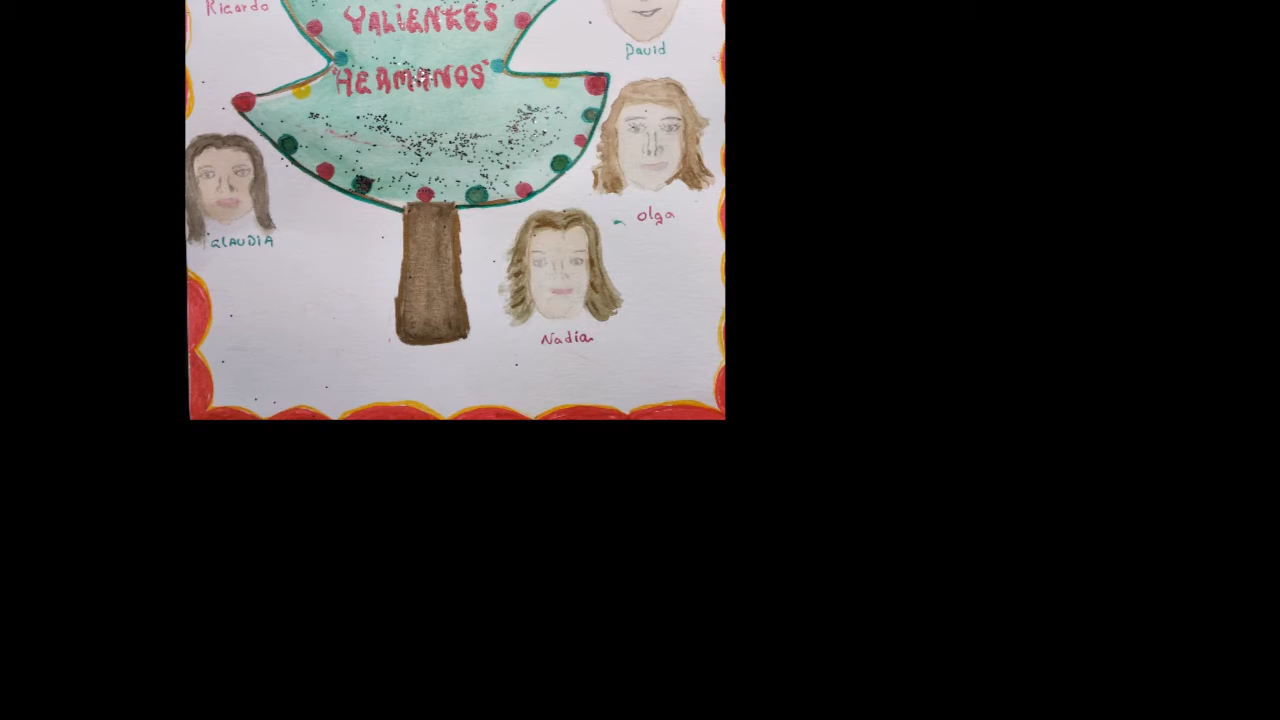 Ricardo
VALIENTES
David
"HERMANOS"
Olga
CLAUDIA
Nadia